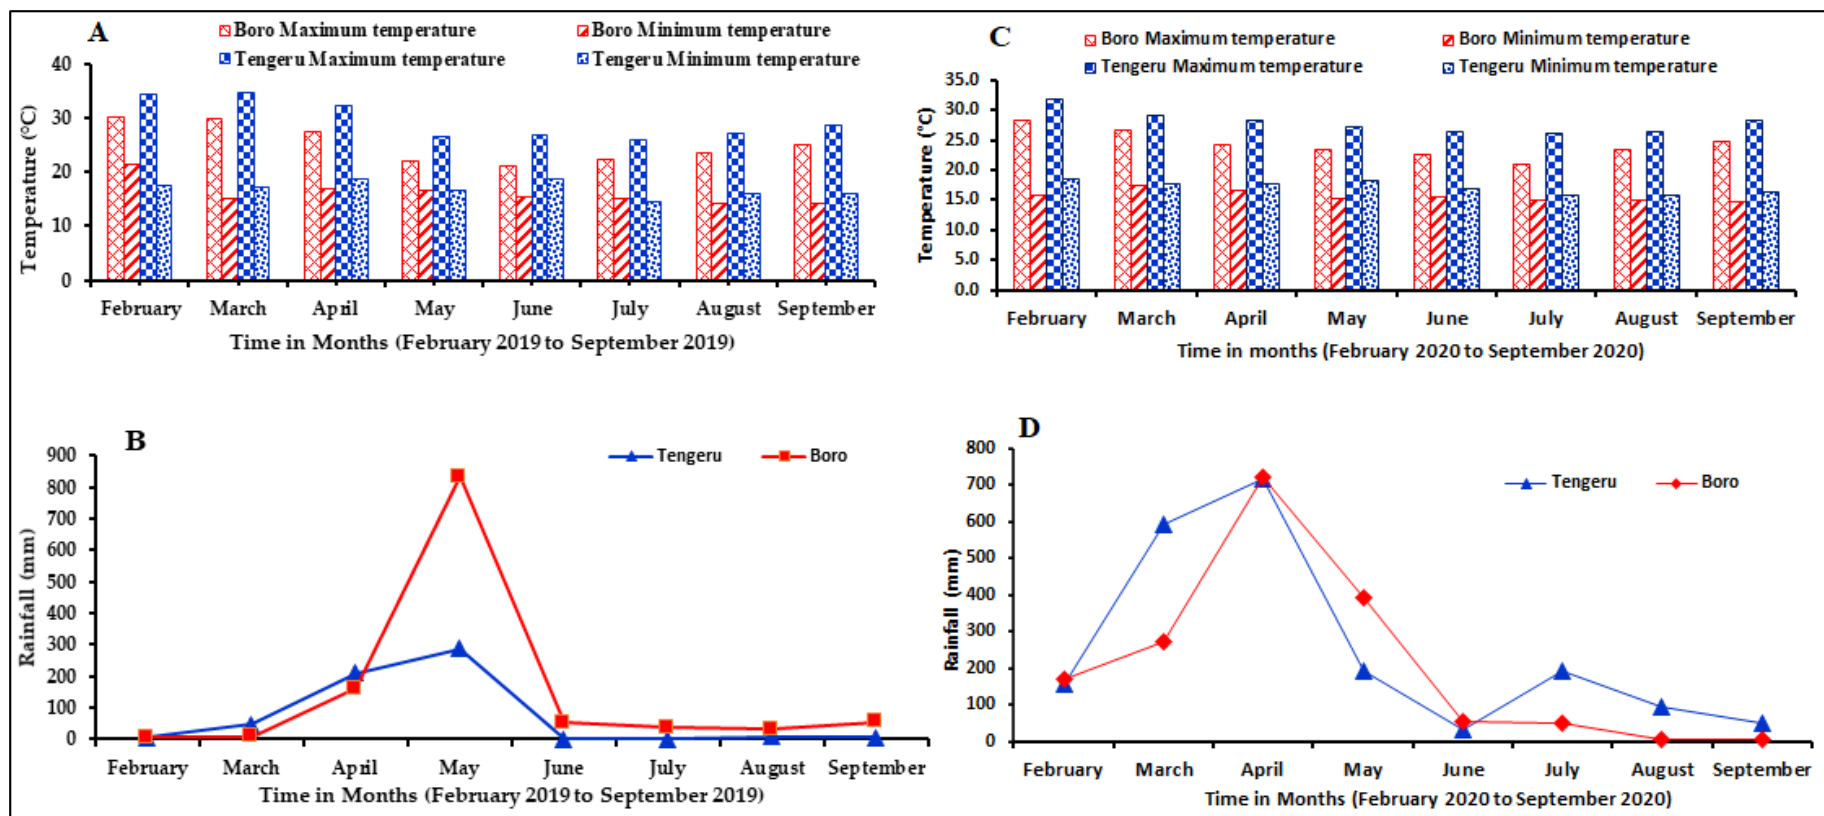 A
Boro Maximum temperature
Boro Minimum temperature
Tengeru Maximum temperature
Tengeru Minimum temperature
Temperature (°C)
40
30
20
10
0
February March April May June July August September
Time in Months (February 2019 to September 2019)
C
Boro Maximum temperature
Boro Minimum temperature
Tengeru Maximum temperature
Tengeru Minimum temperature
Temperature (°C)
35.0
30.0
25.0
20.0
15.0
10.0
5.0
0.0
February March April May June July August September
Time in months (February 2020 to September 2020)
B
Tengeru Boro
Rainfall (mm)
900
800
700
600
500
400
300
200
100
0
February March April May June July August September
Time in Months (February 2019 to September 2019)
D
Tengeru Boro
Rainfall (mm)
800
700
600
500
400
300
200
100
0
February March April May June July August September
Time in Months (February 2020 to September 2020)